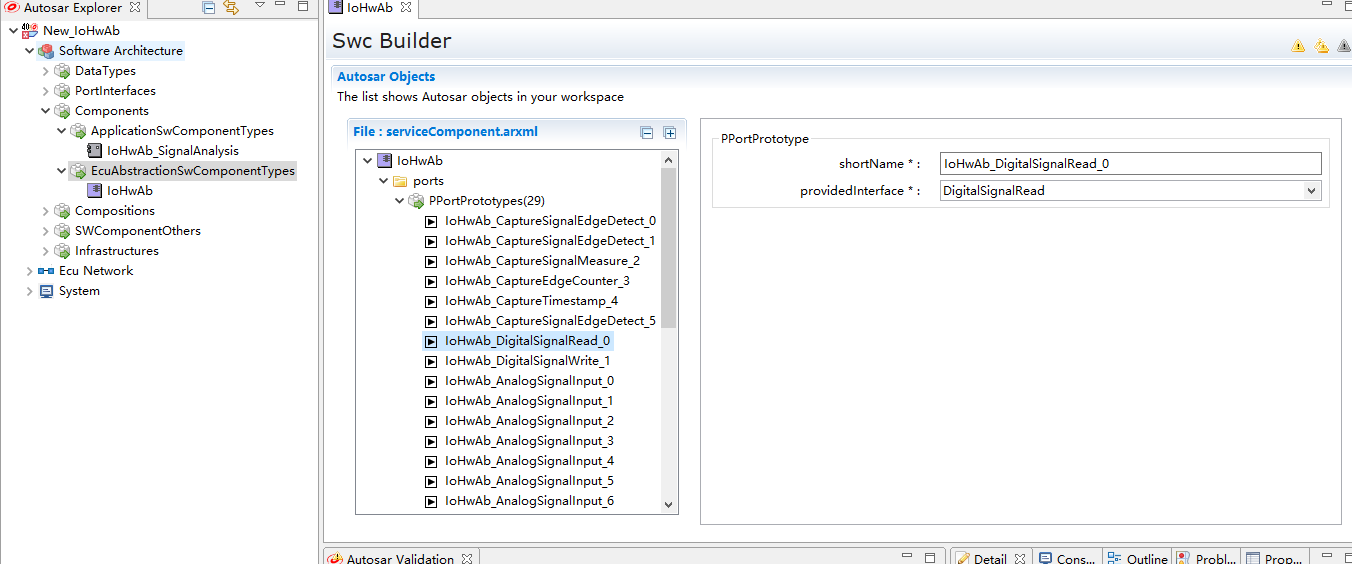 Autosar Explorer
New_IoHwAb
Software Architecture
DataTypes
PortInterfaces
Components
ApplicationSwComponentTypes
IoHwAb_SignalAnalysis
EcuAbstractionSwComponentTypes
IoHwAb
Compositions
SWComponentOthers
Infrastructures
Ecu Network
System
IoHwAb
Swc Builder
Autosar Objects
The list shows Autosar objects in your workspace
File : serviceComponent.arxml
IoHwAb
ports
PPortPrototypes(29)
IoHwAb_CaptureSignalEdgeDetect_0
IoHwAb_CaptureSignalEdgeDetect_1
IoHwAb_CaptureSignalMeasure_2
IoHwAb_CaptureEdgeCounter_3
IoHwAb_CaptureTimestamp_4
IoHwAb_CaptureSignalEdgeDetect_5
IoHwAb_DigitalSignalRead_0
IoHwAb_DigitalSignalWrite_1
IoHwAb_AnalogSignalInput_0
IoHwAb_AnalogSignalInput_1
IoHwAb_AnalogSignalInput_2
IoHwAb_AnalogSignalInput_3
IoHwAb_AnalogSignalInput_4
IoHwAb_AnalogSignalInput_5
IoHwAb_AnalogSignalInput_6
PPortPrototype
shortName * : IoHwAb_DigitalSignalRead_0
providedInterface * : DigitalSignalRead
Autosar Validation
Detail Cons... Outline Probl... Prop...